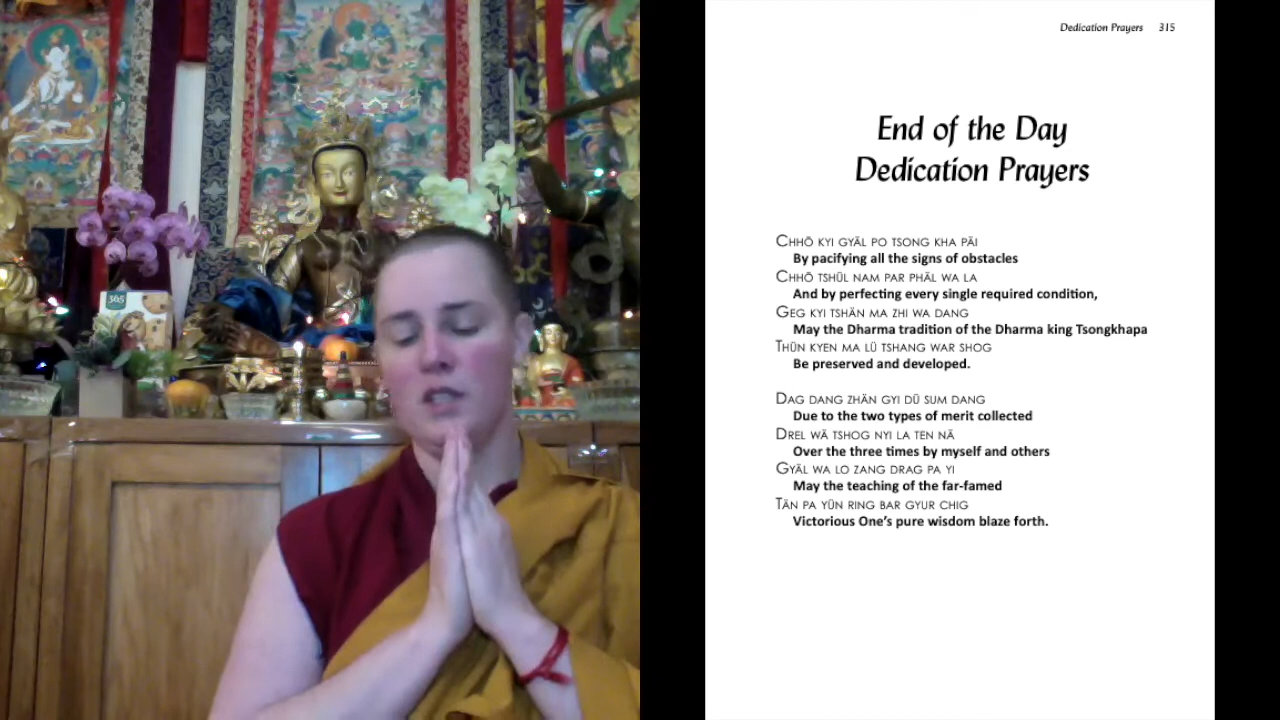 365
Dedication Prayers 315
End of the Day
Dedication Prayers
CHHÖ KYI GYÄL PO TSONG KHA PÄI
By pacifying all the signs of obstacles
CHHÖ TSHÜL NAM PAR PHÄL WA LA
And by perfecting every single required condition,
GEG KYI TSHÄN MA ZHI WA DANG
May the Dharma tradition of the Dharma king Tsongkhapa
THÜN KYEN MA LÜ TSHANG WAR SHOG
Be preserved and developed.
DAG DANG ZHÄN GYI DÜ SUM DANG
Due to the two types of merit collected
DREL WÄ TSHOG NYI LA TEN NÄ
Over the three times by myself and others
GYÄL WA LO ZANG DRAG PA YI
May the teaching of the far-famed
TÄN PA YÜN RING BAR GYUR CHIG
Victorious One's pure wisdom blaze forth.